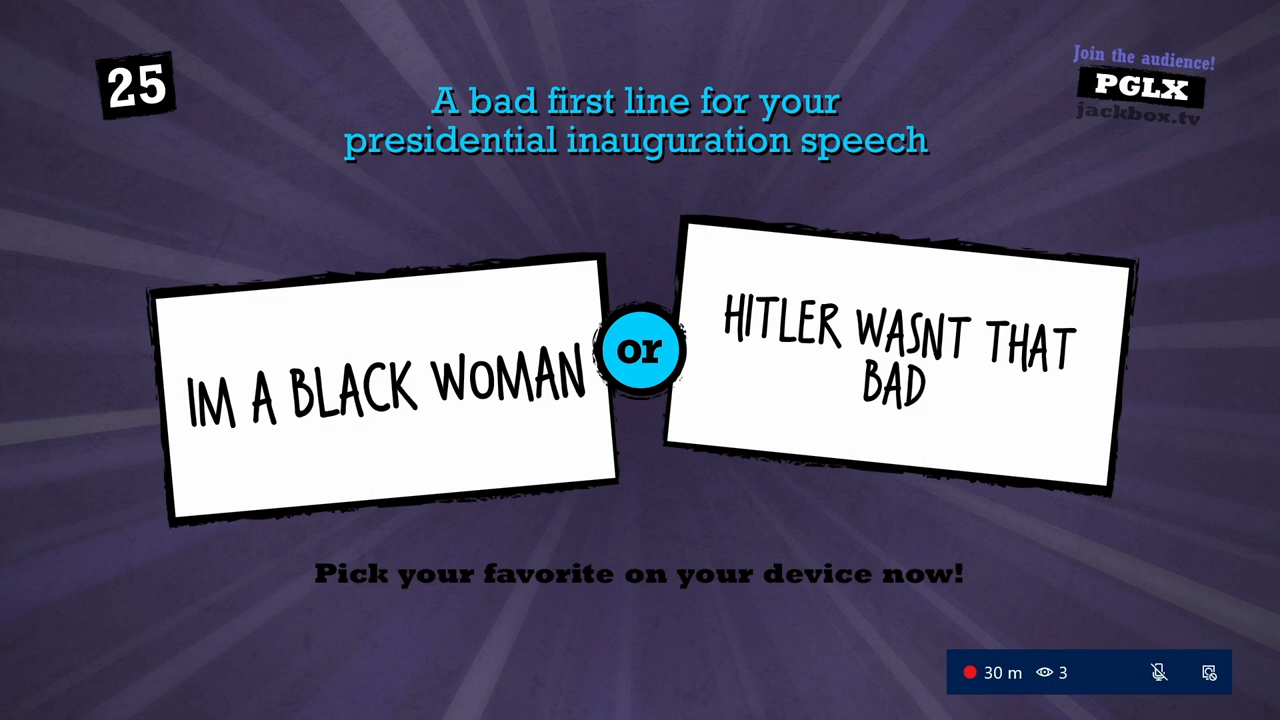 25
Join the audience!
PGLX
jackbox.tv
A bad first line for your
presidential inauguration speech
IM A BLACK WOMAN
or
HITLER WASNT THAT
BAD
Pick your favorite on your device now!
30 m 3